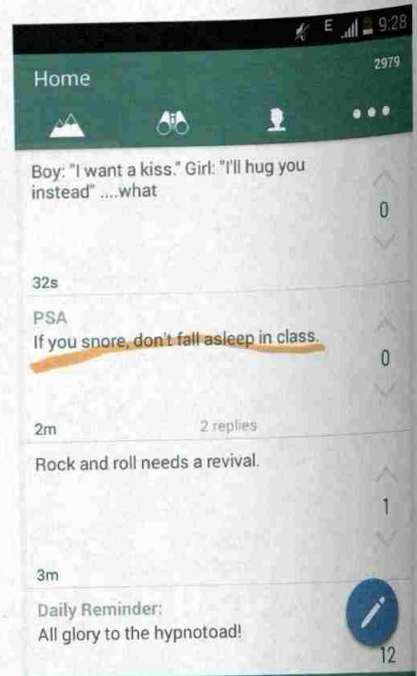 E 9:28
Home 2979
Boy: "I want a kiss." Girl: "I'll hug you
instead" ....what
0
32s
PSA
If you snore, don't fall asleep in class.
0
2m 2 replies
Rock and roll needs a revival.
1
3m
Daily Reminder:
All glory to the hypnotoad!
12